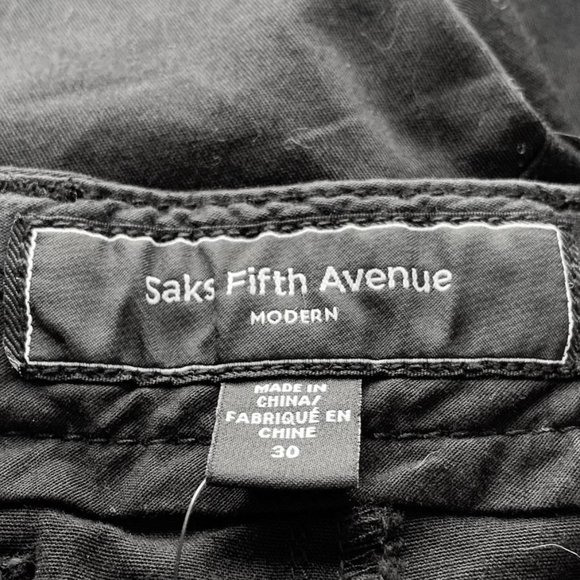 Saks Fifth Avenue
MODERN
MADE IN
CHINA/
FABRIQUÉ EN
CHINE
30